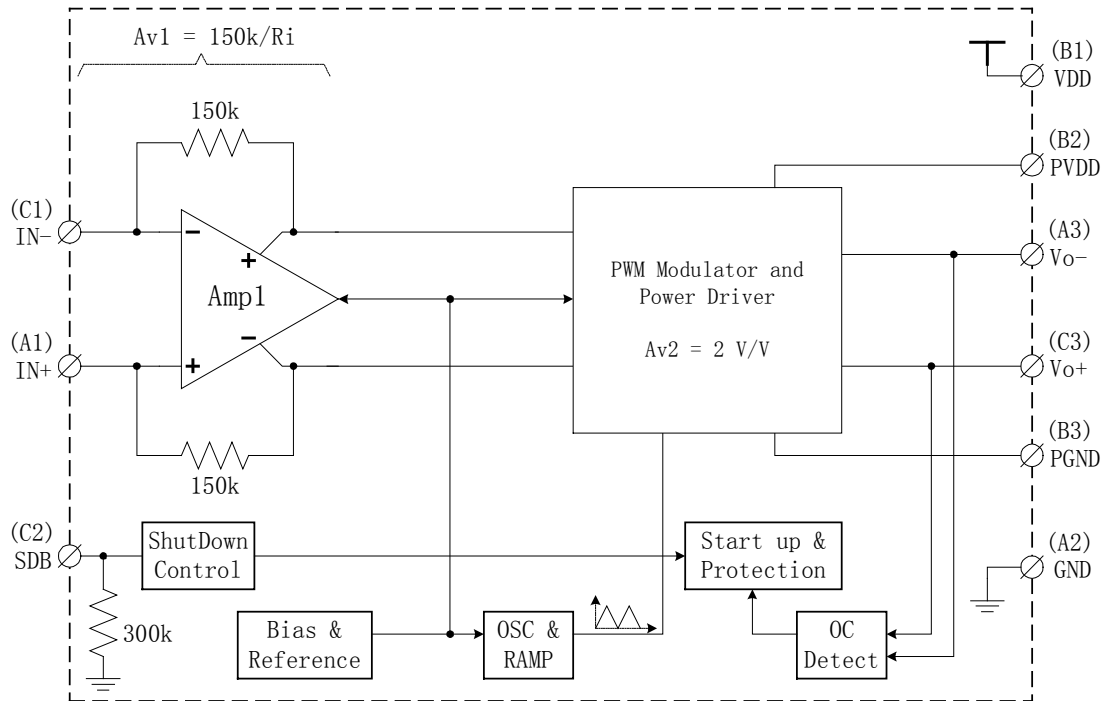 Av1 = 150k/Ri
(B1)
VDD
150k
(B2)
PVDD
(C1)
IN-
-
+
Amp1
-
+
(A1)
IN+
PWM Modulator and
Power Driver
Av2 = 2 V/V
(A3)
Vo-
(C3)
Vo+
150k
(B3)
PGND
(C2)
SDB
ShutDown
Control
Start up &
Protection
(A2)
GND
300k
Bias &
Reference
OSC &
RAMP
OC
Detect